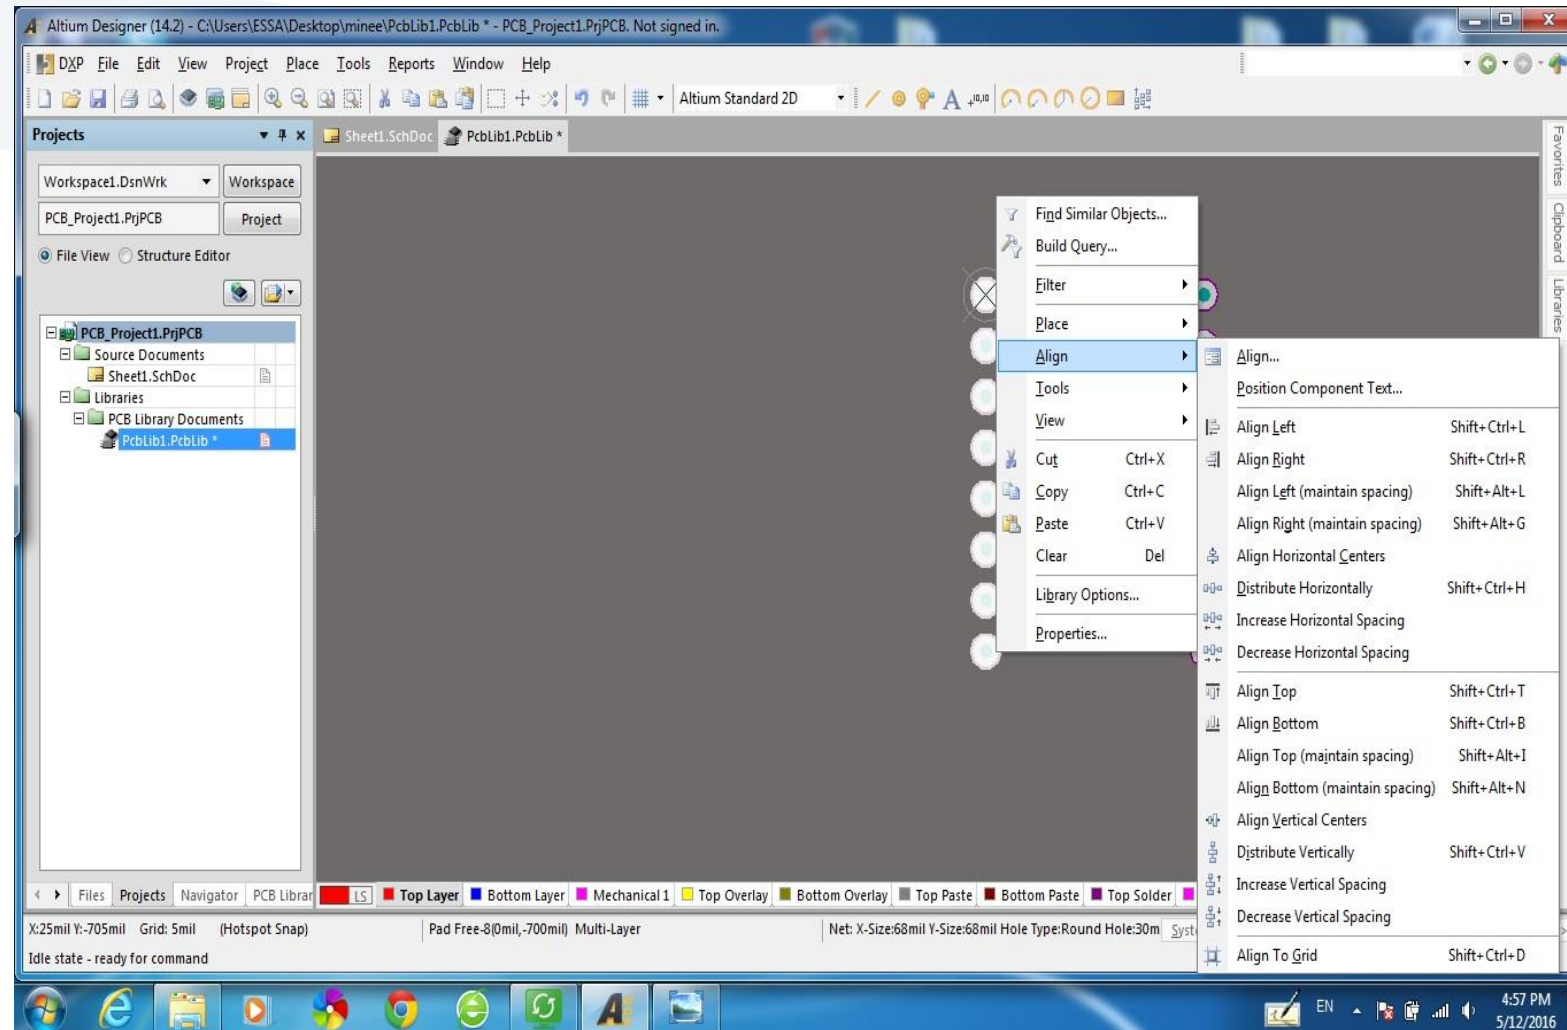 Altium Designer (14.2) - C:\Users\ESSA\Desktop\minee\PcbLib1.PcbLib * - PCB_Project1.PrjPCB. Not signed in.
DXP File Edit View Project Place Tools Reports Window Help
Altium Standard 2D
Projects
Sheet1.SchDoc PcbLib1.PcbLib *
Workspace1.DsnWrk Workspace
PCB_Project1.PrjPCB Project
File View Structure Editor
PCB_Project1.PrjPCB
Source Documents
Sheet1.SchDoc
Libraries
PCB Library Documents
PcbLib1.PcbLib *
Favorites
Clipboard
Libraries
Find Similar Objects...
Build Query...
Filter
Place
Align
Tools
View
Cut Ctrl+X
Copy Ctrl+C
Paste Ctrl+V
Clear Del
Library Options...
Properties...
Align...
Position Component Text...
Align Left Shift+Ctrl+L
Align Right Shift+Ctrl+R
Align Left (maintain spacing) Shift+Alt+L
Align Right (maintain spacing) Shift+Alt+G
Align Horizontal Centers
Distribute Horizontally Shift+Ctrl+H
Increase Horizontal Spacing
Decrease Horizontal Spacing
Align Top Shift+Ctrl+T
Align Bottom Shift+Ctrl+B
Align Top (maintain spacing) Shift+Alt+I
Align Bottom (maintain spacing) Shift+Alt+N
Align Vertical Centers
Distribute Vertically Shift+Ctrl+V
Increase Vertical Spacing
Decrease Vertical Spacing
Align To Grid Shift+Ctrl+D
Files Projects Navigator PCB Librar
LS Top Layer Bottom Layer Mechanical 1 Top Overlay Bottom Overlay Top Paste Bottom Paste Top Solder
X:25mil Y:-705mil Grid: 5mil (Hotspot Snap) Pad Free-8(0mil,-700mil) Multi-Layer Net: X-Size:68mil Y-Size:68mil Hole Type:Round Hole:30m Syst
Idle state - ready for command
EN 4:57 PM
5/12/2016